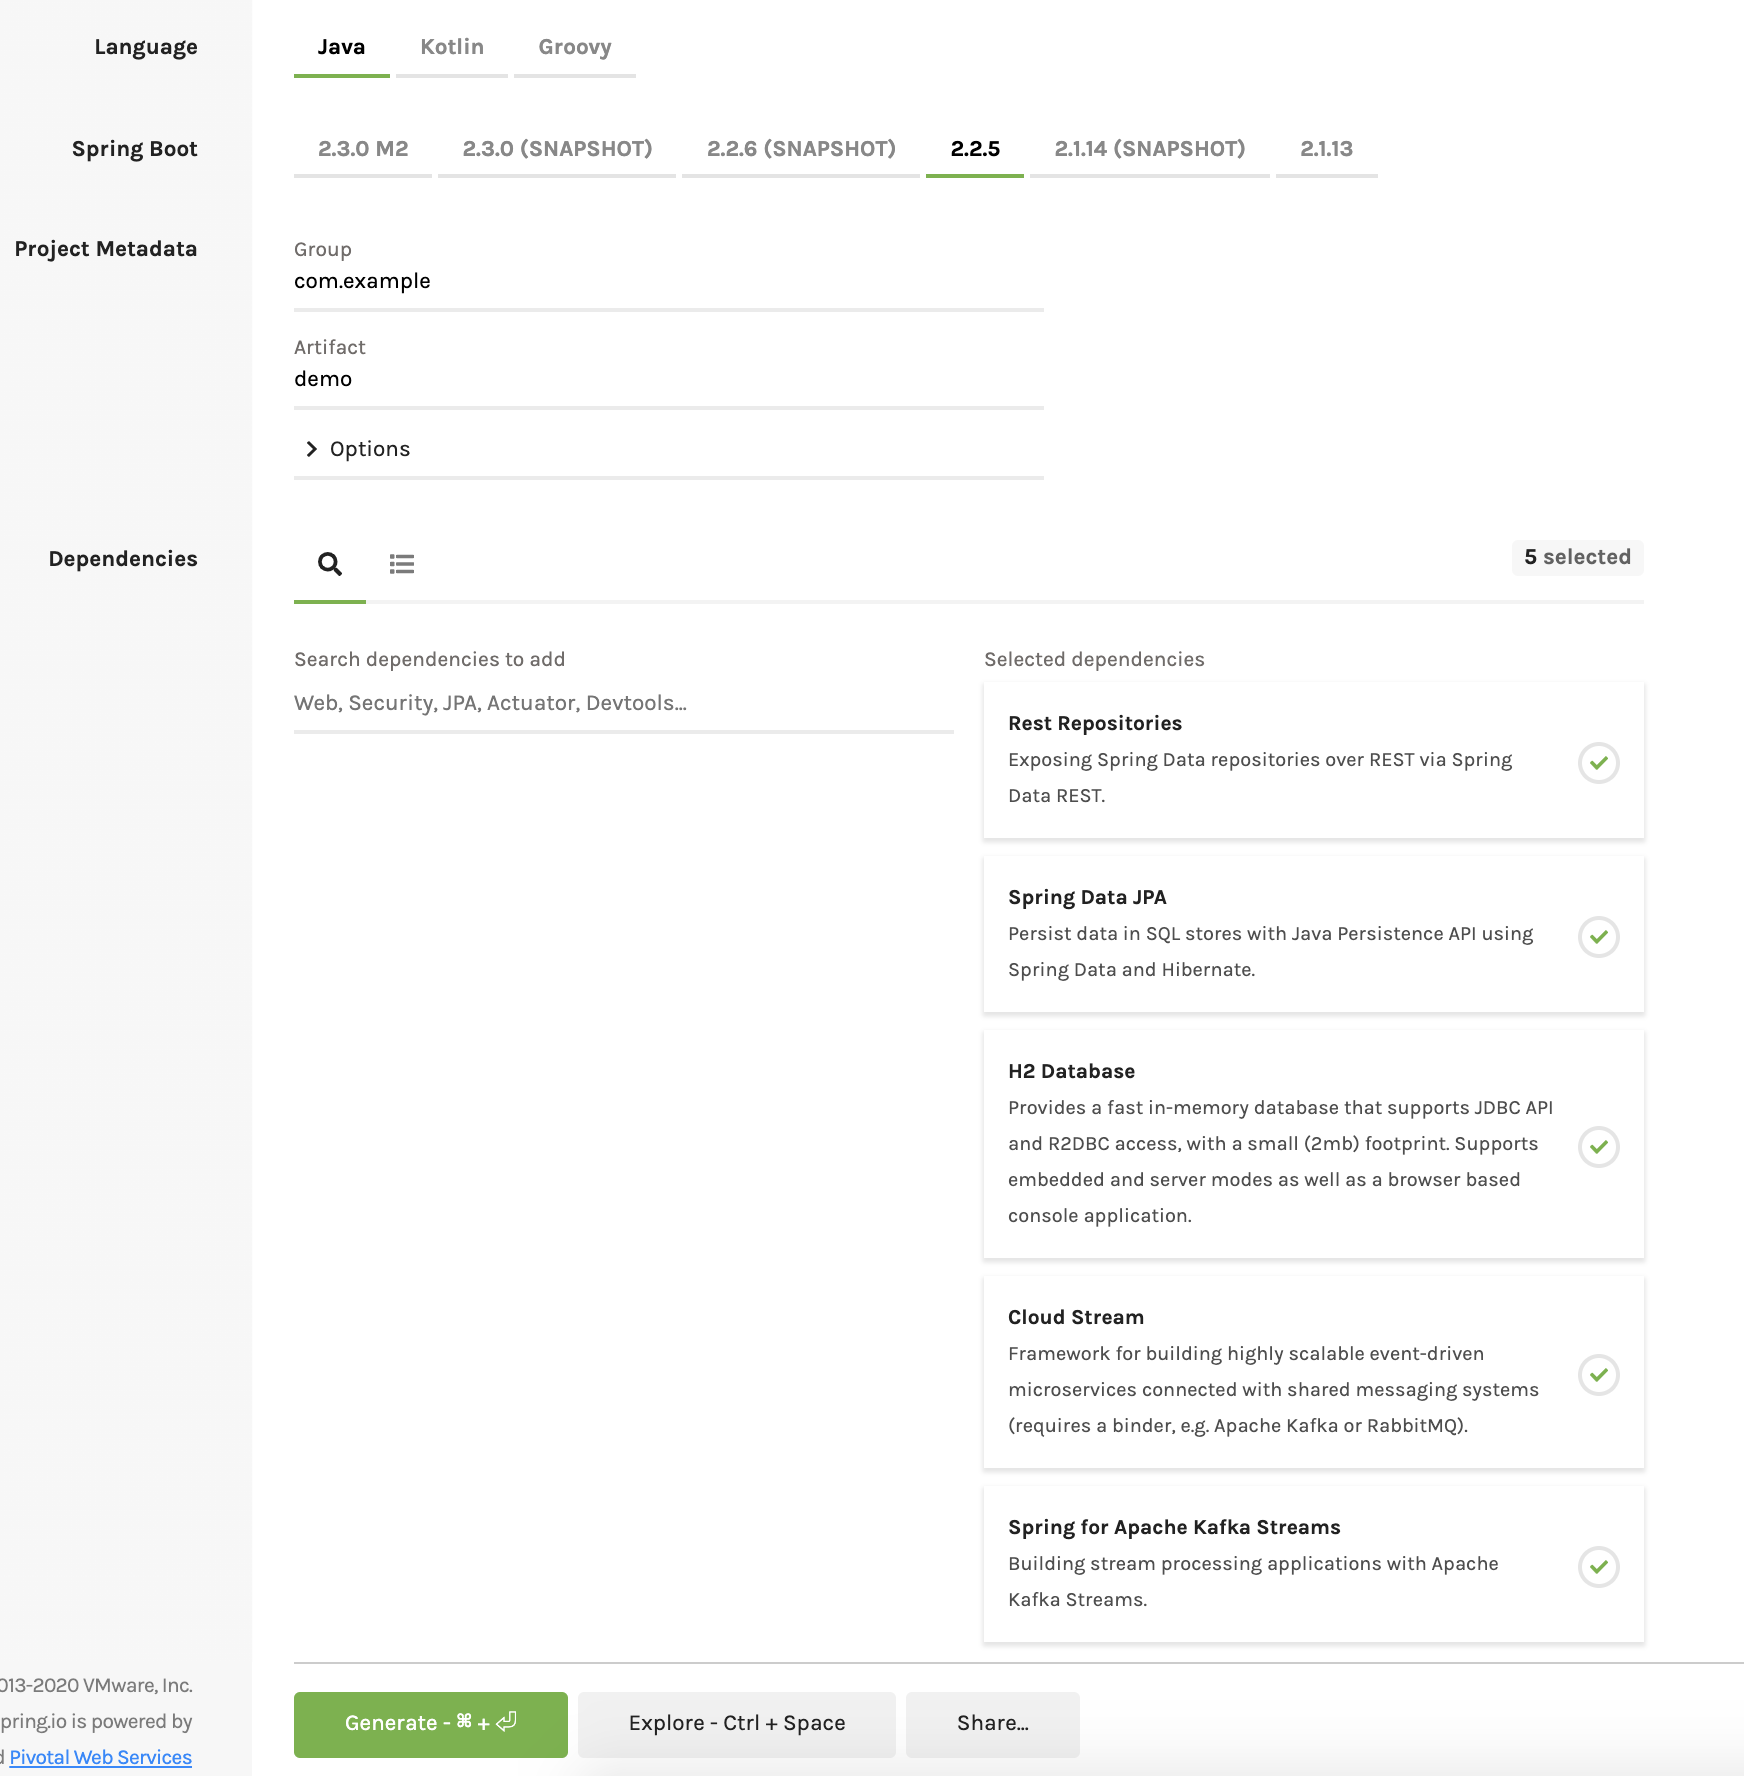 Language
Java Kotlin Groovy
Spring Boot
2.3.0 M2 2.3.0 (SNAPSHOT) 2.2.6 (SNAPSHOT) 2.2.5 2.1.14 (SNAPSHOT) 2.1.13
Project Metadata
Group
com.example
Artifact
demo
Options
Dependencies
5 selected
Search dependencies to add
Web, Security, JPA, Actuator, Devtools...
Selected dependencies
Rest Repositories
Exposing Spring Data repositories over REST via Spring
Data REST.
Spring Data JPA
Persist data in SQL stores with Java Persistence API using
Spring Data and Hibernate.
H2 Database
Provides a fast in-memory database that supports JDBC API
and R2DBC access, with a small (2mb) footprint. Supports
embedded and server modes as well as a browser based
console application.
Cloud Stream
Framework for building highly scalable event-driven
microservices connected with shared messaging systems
(requires a binder, e.g. Apache Kafka or RabbitMQ).
Spring for Apache Kafka Streams
Building stream processing applications with Apache
Kafka Streams.
013-2020 VMware, Inc.
pring.io is powered by
Pivotal Web Services
Generate - ⌘ + ⏎
Explore - Ctrl + Space
Share...